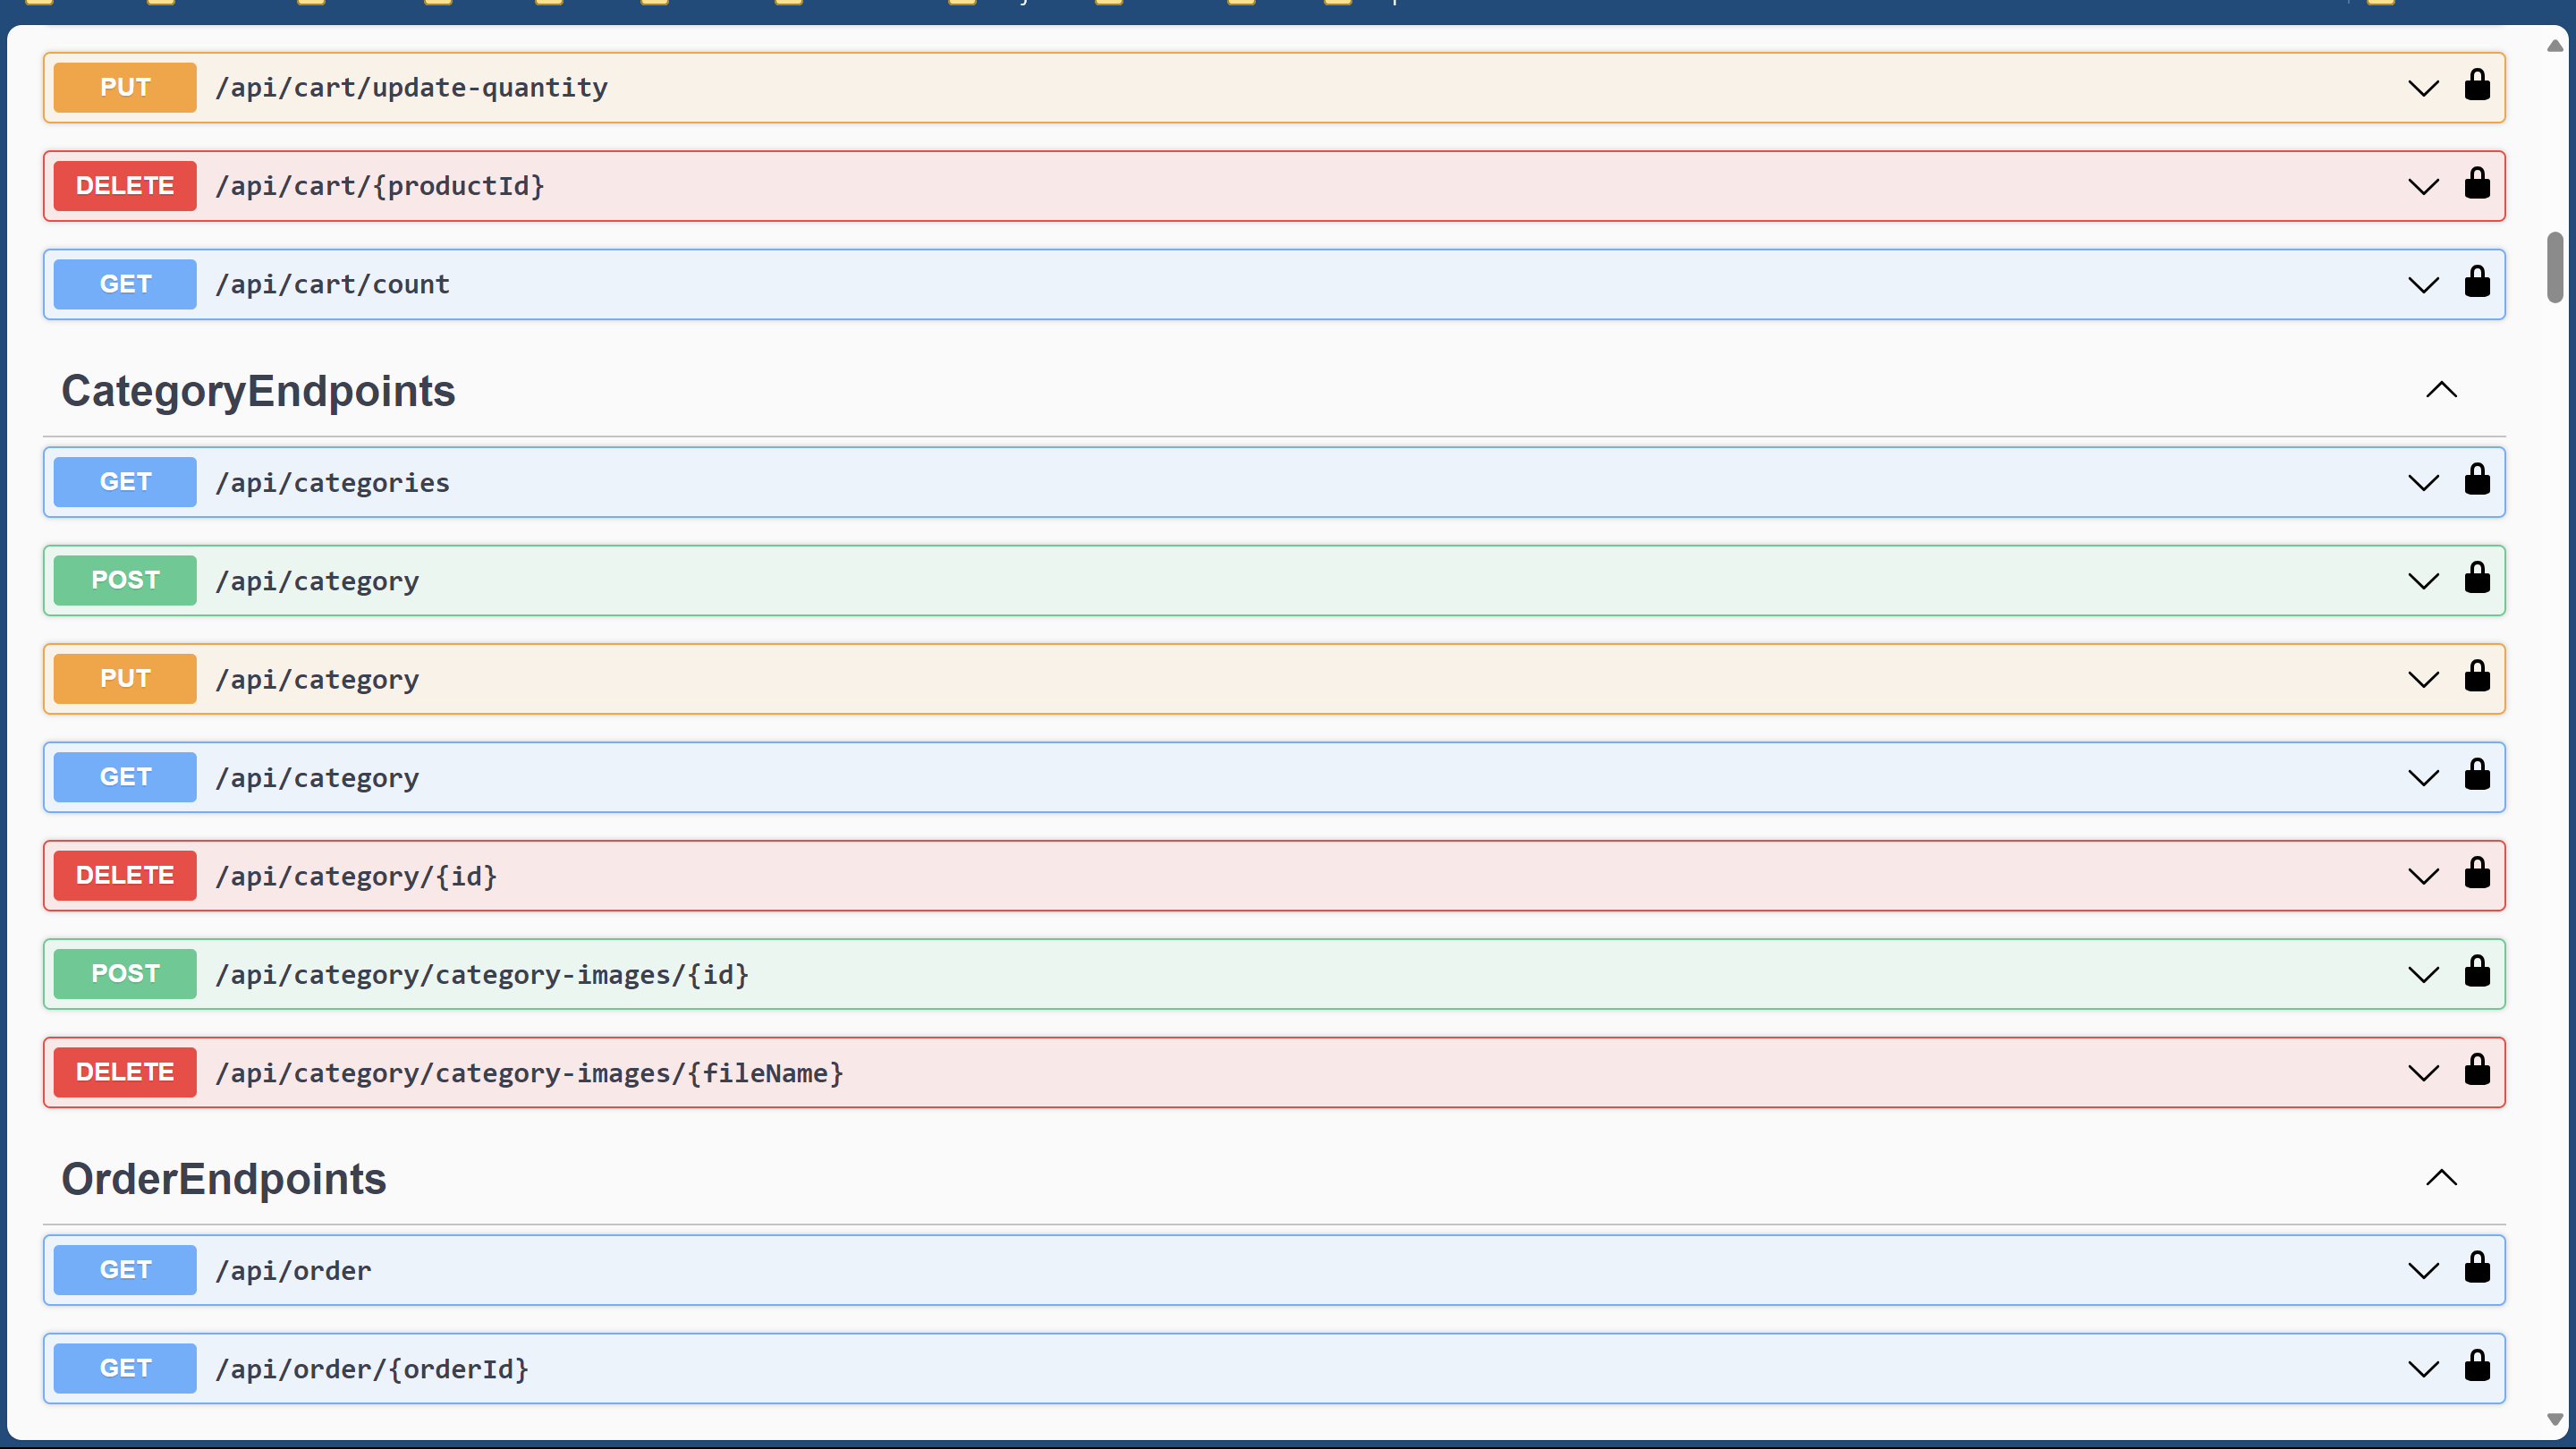 PUT /api/cart/update-quantity
DELETE /api/cart/{productId}
GET /api/cart/count
CategoryEndpoints
GET /api/categories
POST /api/category
PUT /api/category
GET /api/category
DELETE /api/category/{id}
POST /api/category/category-images/{id}
DELETE /api/category/category-images/{fileName}
OrderEndpoints
GET /api/order
GET /api/order/{orderId}